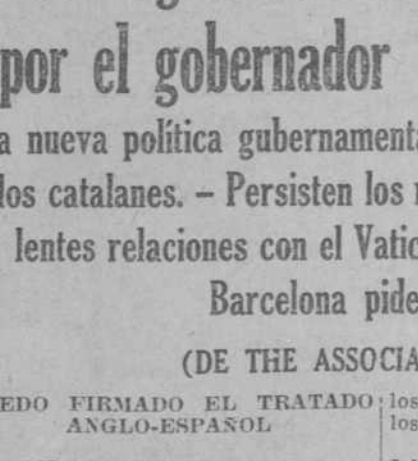 por el gobernador
a nueva política gubernamenta
los catalanes. – Persisten los
lentes relaciones con el Vatic
Barcelona pide
(DE THE ASSOCIA
EDO FIRMADO EL TRATADO
ANGLO-ESPAÑOL
los
los